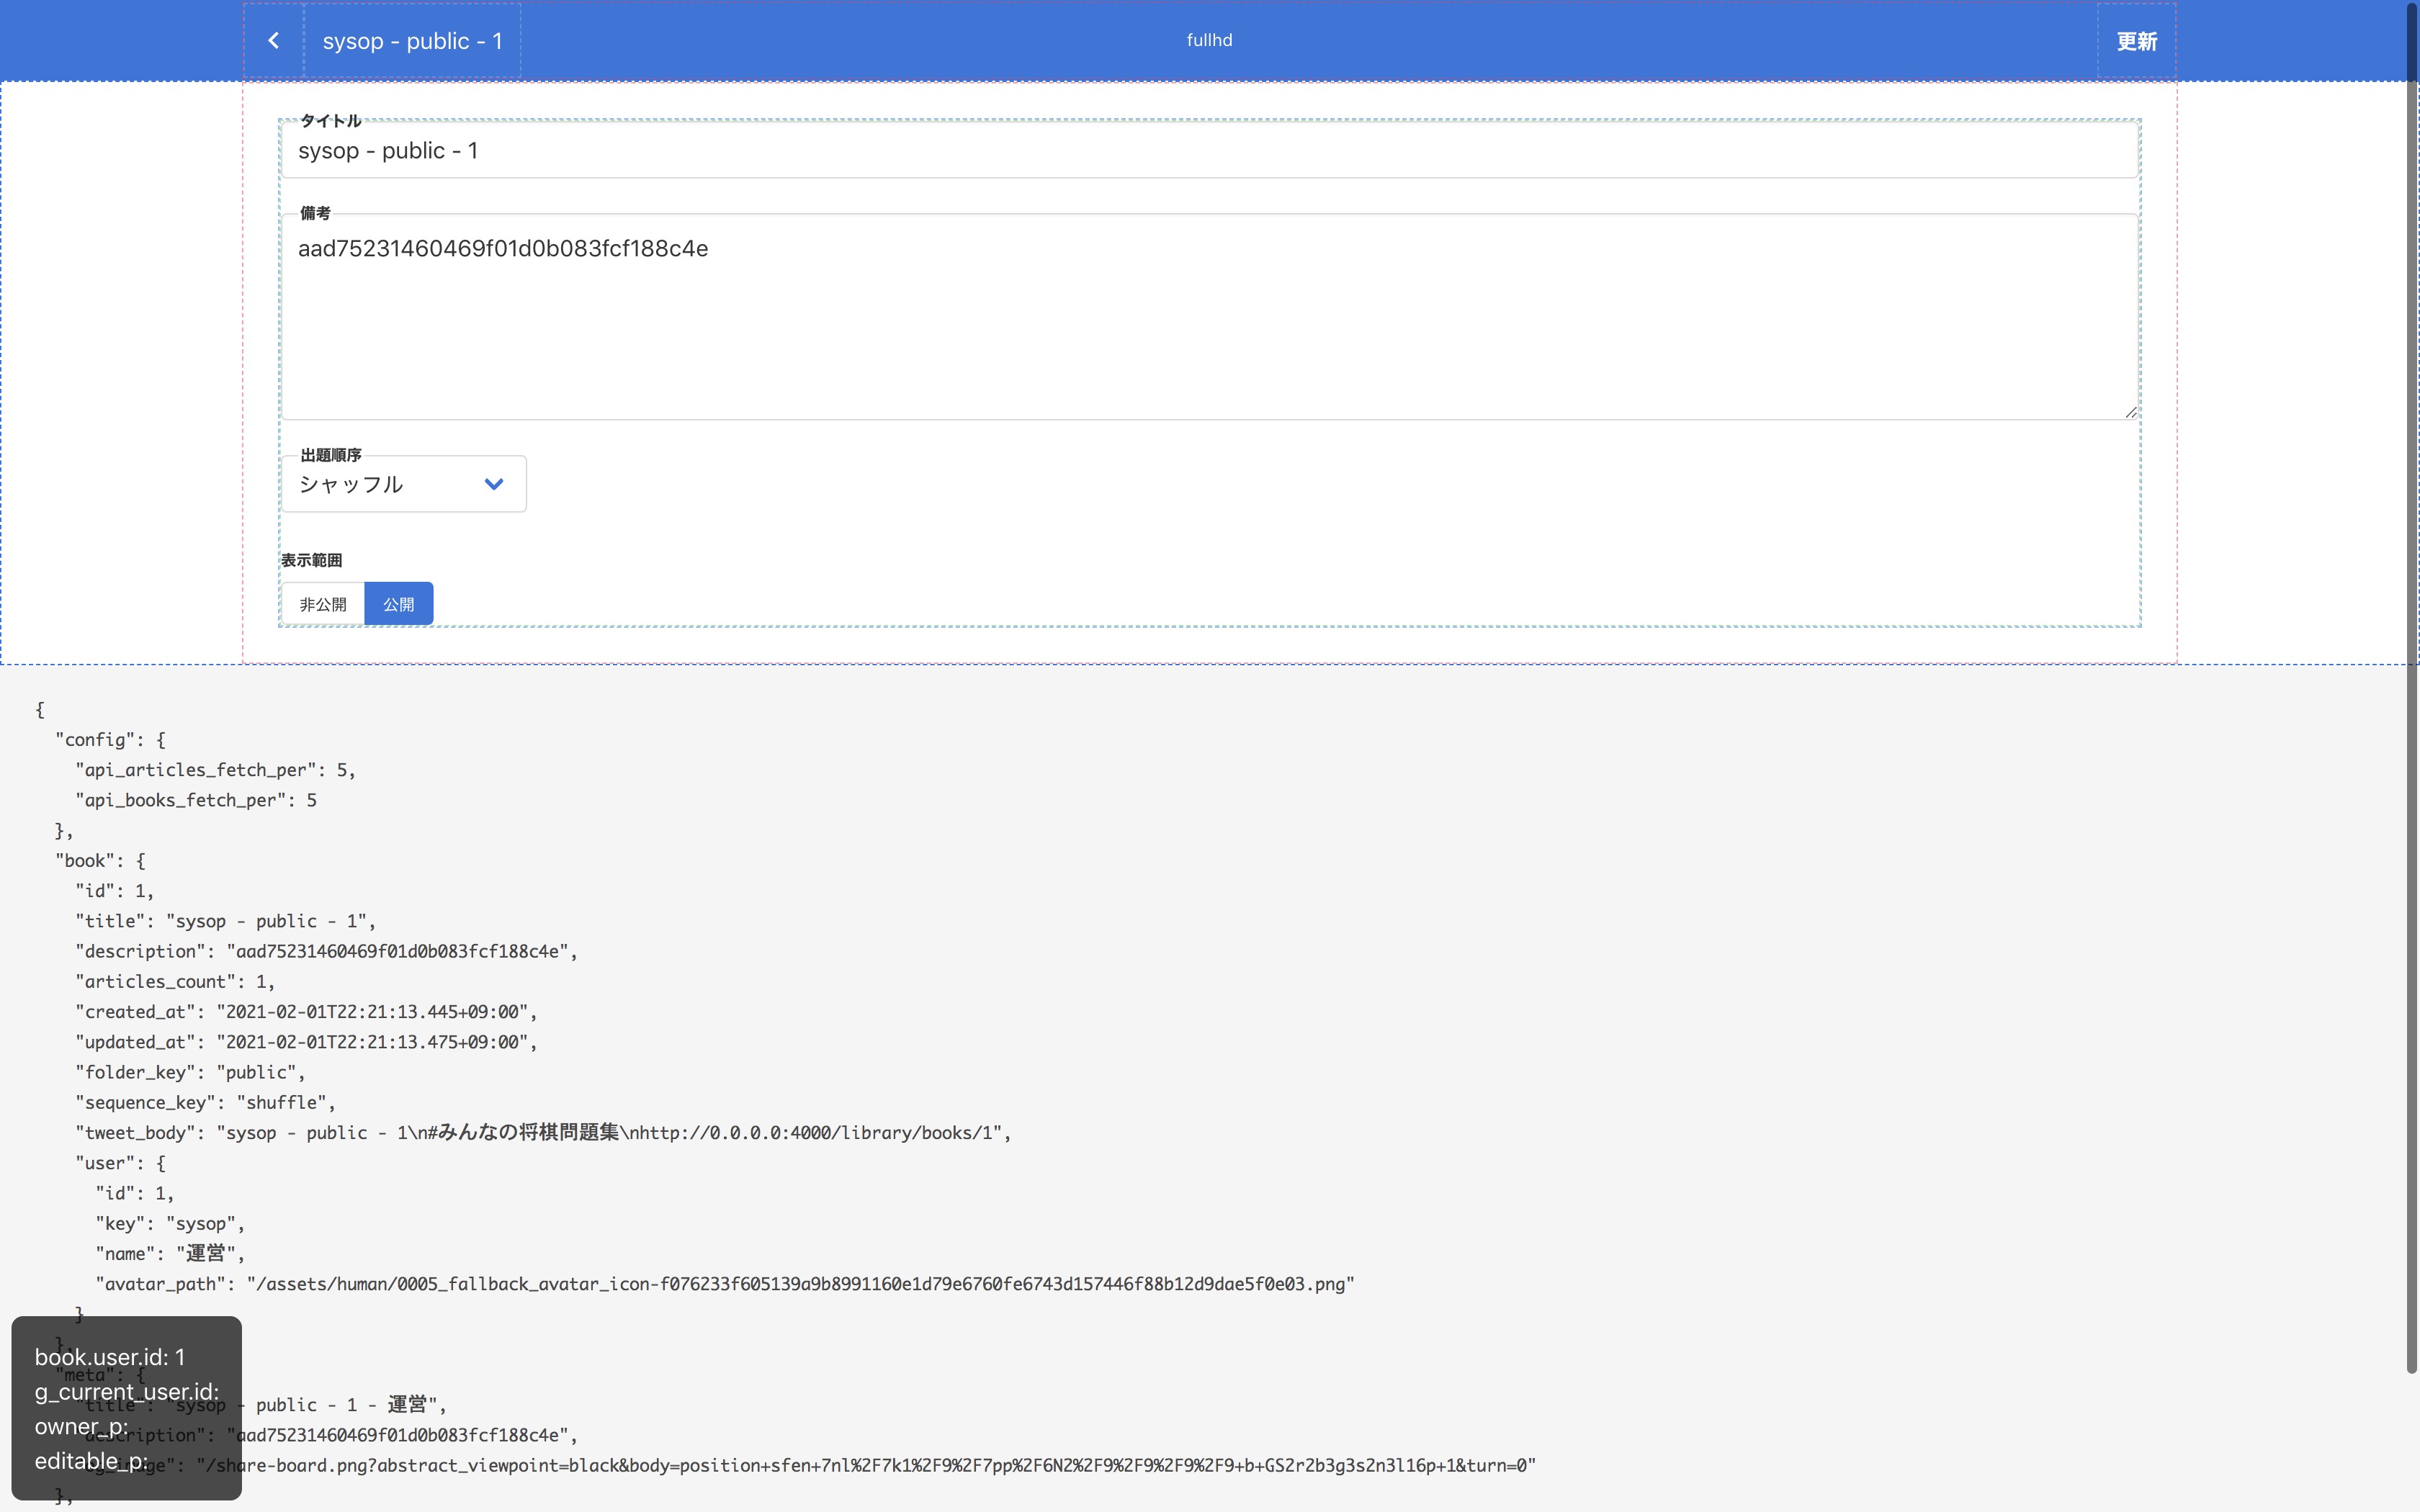 sysop - public - 1
fullhd
更新
タイトル
sysop - public - 1
備考
aad75231460469f01d0b083fcf188c4e
出題順序
シャッフル
表示範囲
非公開
公開
{
"config": {
"api_articles_fetch_per": 5,
"api_books_fetch_per": 5
},
"book": {
"id": 1,
"title": "sysop - public - 1",
"description": "aad75231460469f01d0b083fcf188c4e",
"articles_count": 1,
"created_at": "2021-02-01T22:21:13.445+09:00",
"updated_at": "2021-02-01T22:21:13.475+09:00",
"folder_key": "public",
"sequence_key": "shuffle",
"tweet_body": "sysop - public - 1\n#みんなの将棋問題集\nhttp://0.0.0.0:4000/library/books/1",
"user": {
"id": 1,
"key": "sysop",
"name": "運営",
"avatar_path": "/assets/human/0005_fallback_avatar_icon-f076233f605139a9b8991160e1d79e6760fe6743d157446f88b12d9dae5f0e03.png"
}
},
"meta": {
"title": "sysop - public - 1 - 運営",
"description": "aad75231460469f01d0b083fcf188c4e",
"og_image": "/share-board.png?abstract_viewpoint=black&body=position+sfen+7nl%2F7k1%2F9%2F7pp%2F6N2%2F9%2F9%2F9%2F9+b+GS2r2b3g3s2n3l16p+1&turn=0"
},
book.user.id: 1
g_current_user.id:
owner_p:
editable_p: